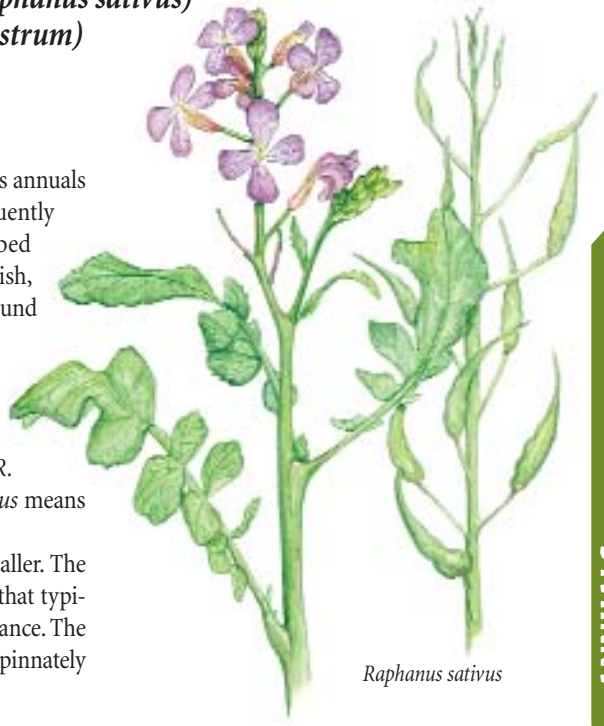 phanus sativus)
strum)
s annuals
uently
bed
ish,
und
R.
us means
aller. The
that typi-
ance. The
pinnately
Raphanus sativus